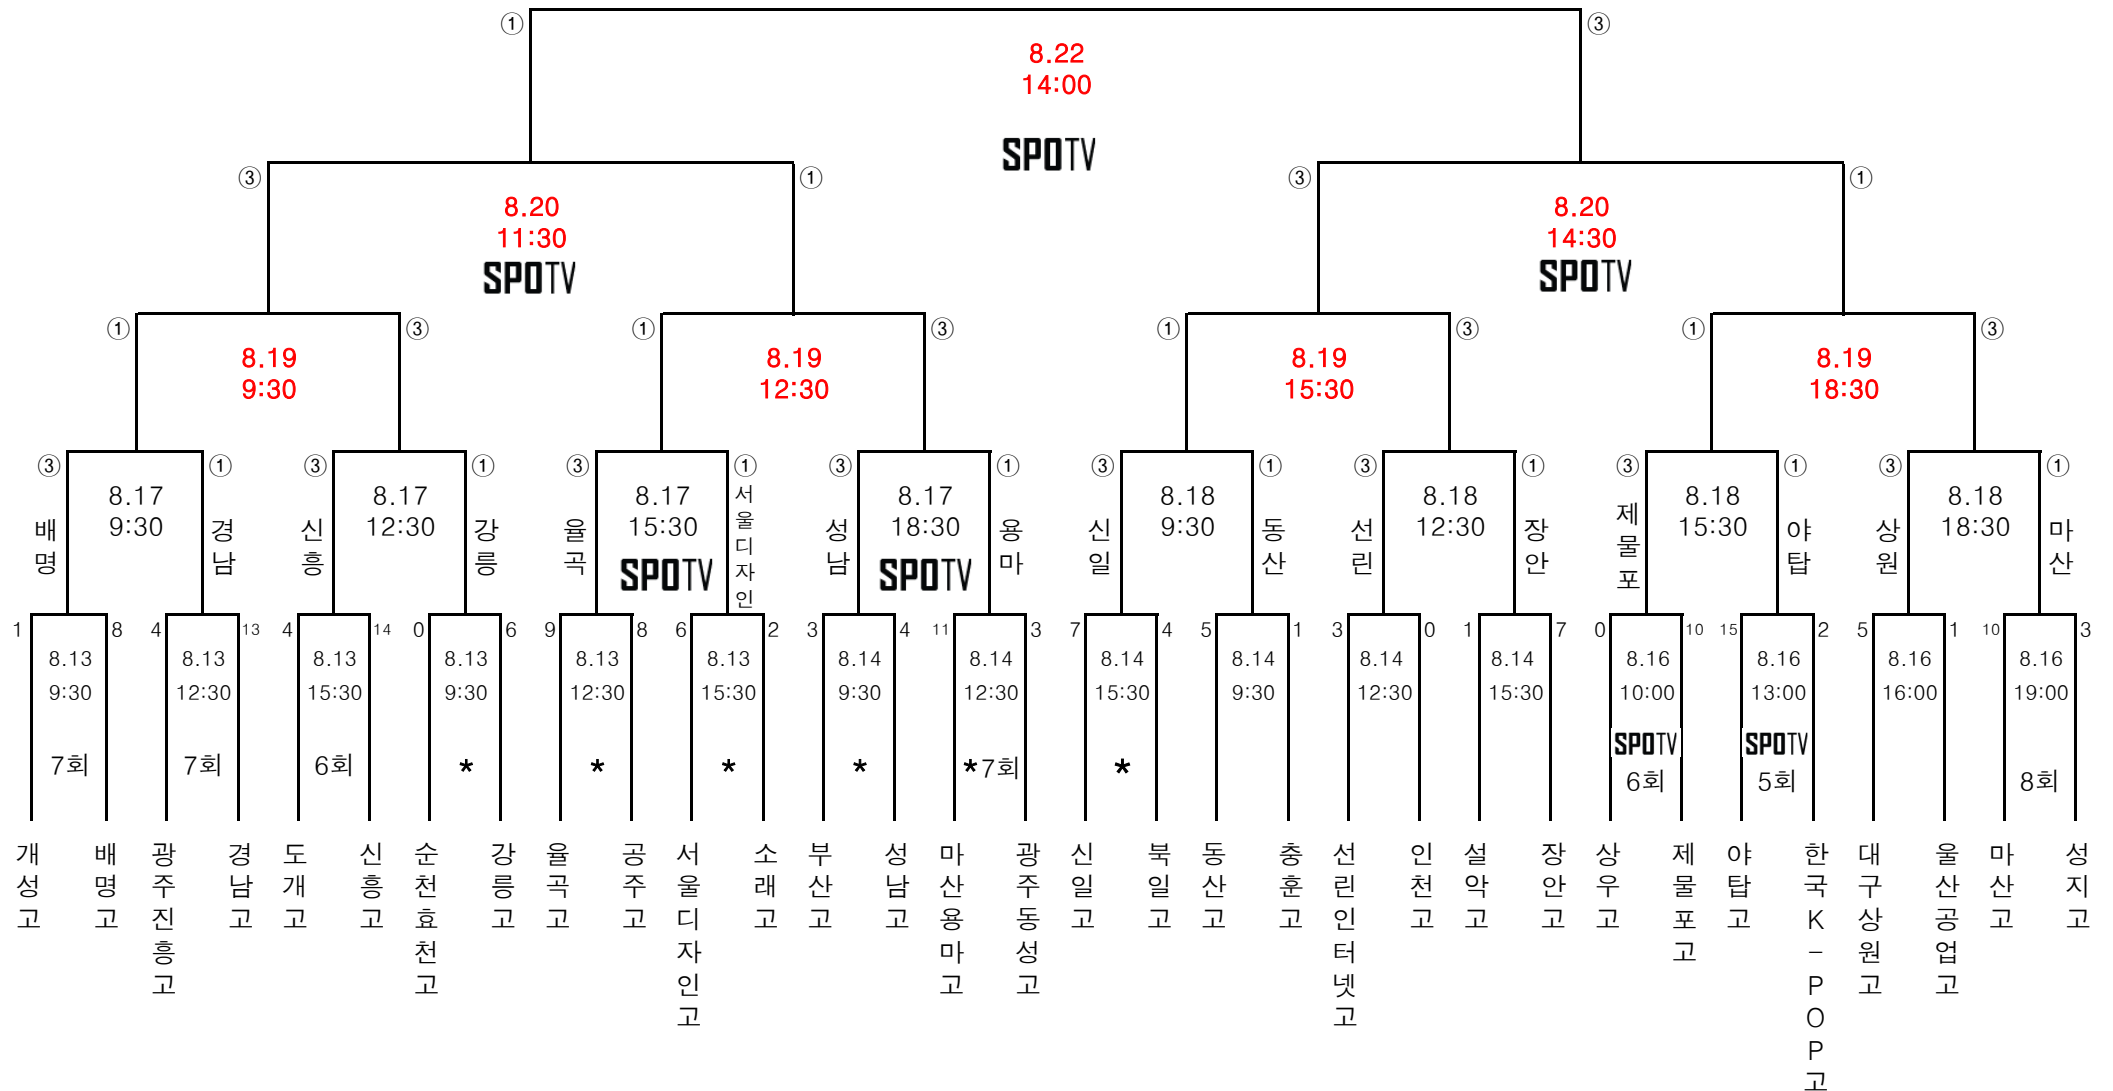 ① ③
8.22
14:00
SPOTV
③ ① ③ ①
8.20 8.20
11:30 14:30
SPOTV SPOTV
① ③ ① ③ ① ③ ① ③
8.19 8.19 8.19 8.19
9:30 12:30 15:30 18:30
③ ① ③ ① ③ ① ③ ① ③ ① ③ ① ③ ① ③ ①
8.17 8.17 8.17 8.17 8.18 8.18 8.18 8.18
9:30 12:30 15:30 18:30 9:30 12:30 15:30 18:30
배명 경남 신흥 강릉 율곡 서울디자인 성남 용마 신일 동산 선린 장안 제물포 야탑 상원 마산
SPOTV SPOTV
1 8 4 13 4 14 0 6 9 8 6 2 3 4 11 3 7 4 5 1 3 0 1 7 0 10 15 2 5 1 10 3
8.13 8.13 8.13 8.13 8.13 8.13 8.14 8.14 8.14 8.14 8.14 8.14 8.16 8.16 8.16 8.16
9:30 12:30 15:30 9:30 12:30 15:30 9:30 12:30 15:30 9:30 12:30 15:30 10:00 13:00 16:00 19:00
SPOTV SPOTV
7회 7회 6회 * * * * *7회 * 6회 5회 8회
개성고 배명고 광주진흥고 경남고 도개고 신흥고 순천효천고 강릉고 율곡고 공주고 서울디자인고 소래고 부산고 성남고 마산용마고 광주동성고 신일고 북일고 동산고 충훈고 선린인터넷고 인천고 설악고 장안고 상우고 제물포고 야탑고 한국K-POP고 대구상원고 울산공업고 마산고 성지고